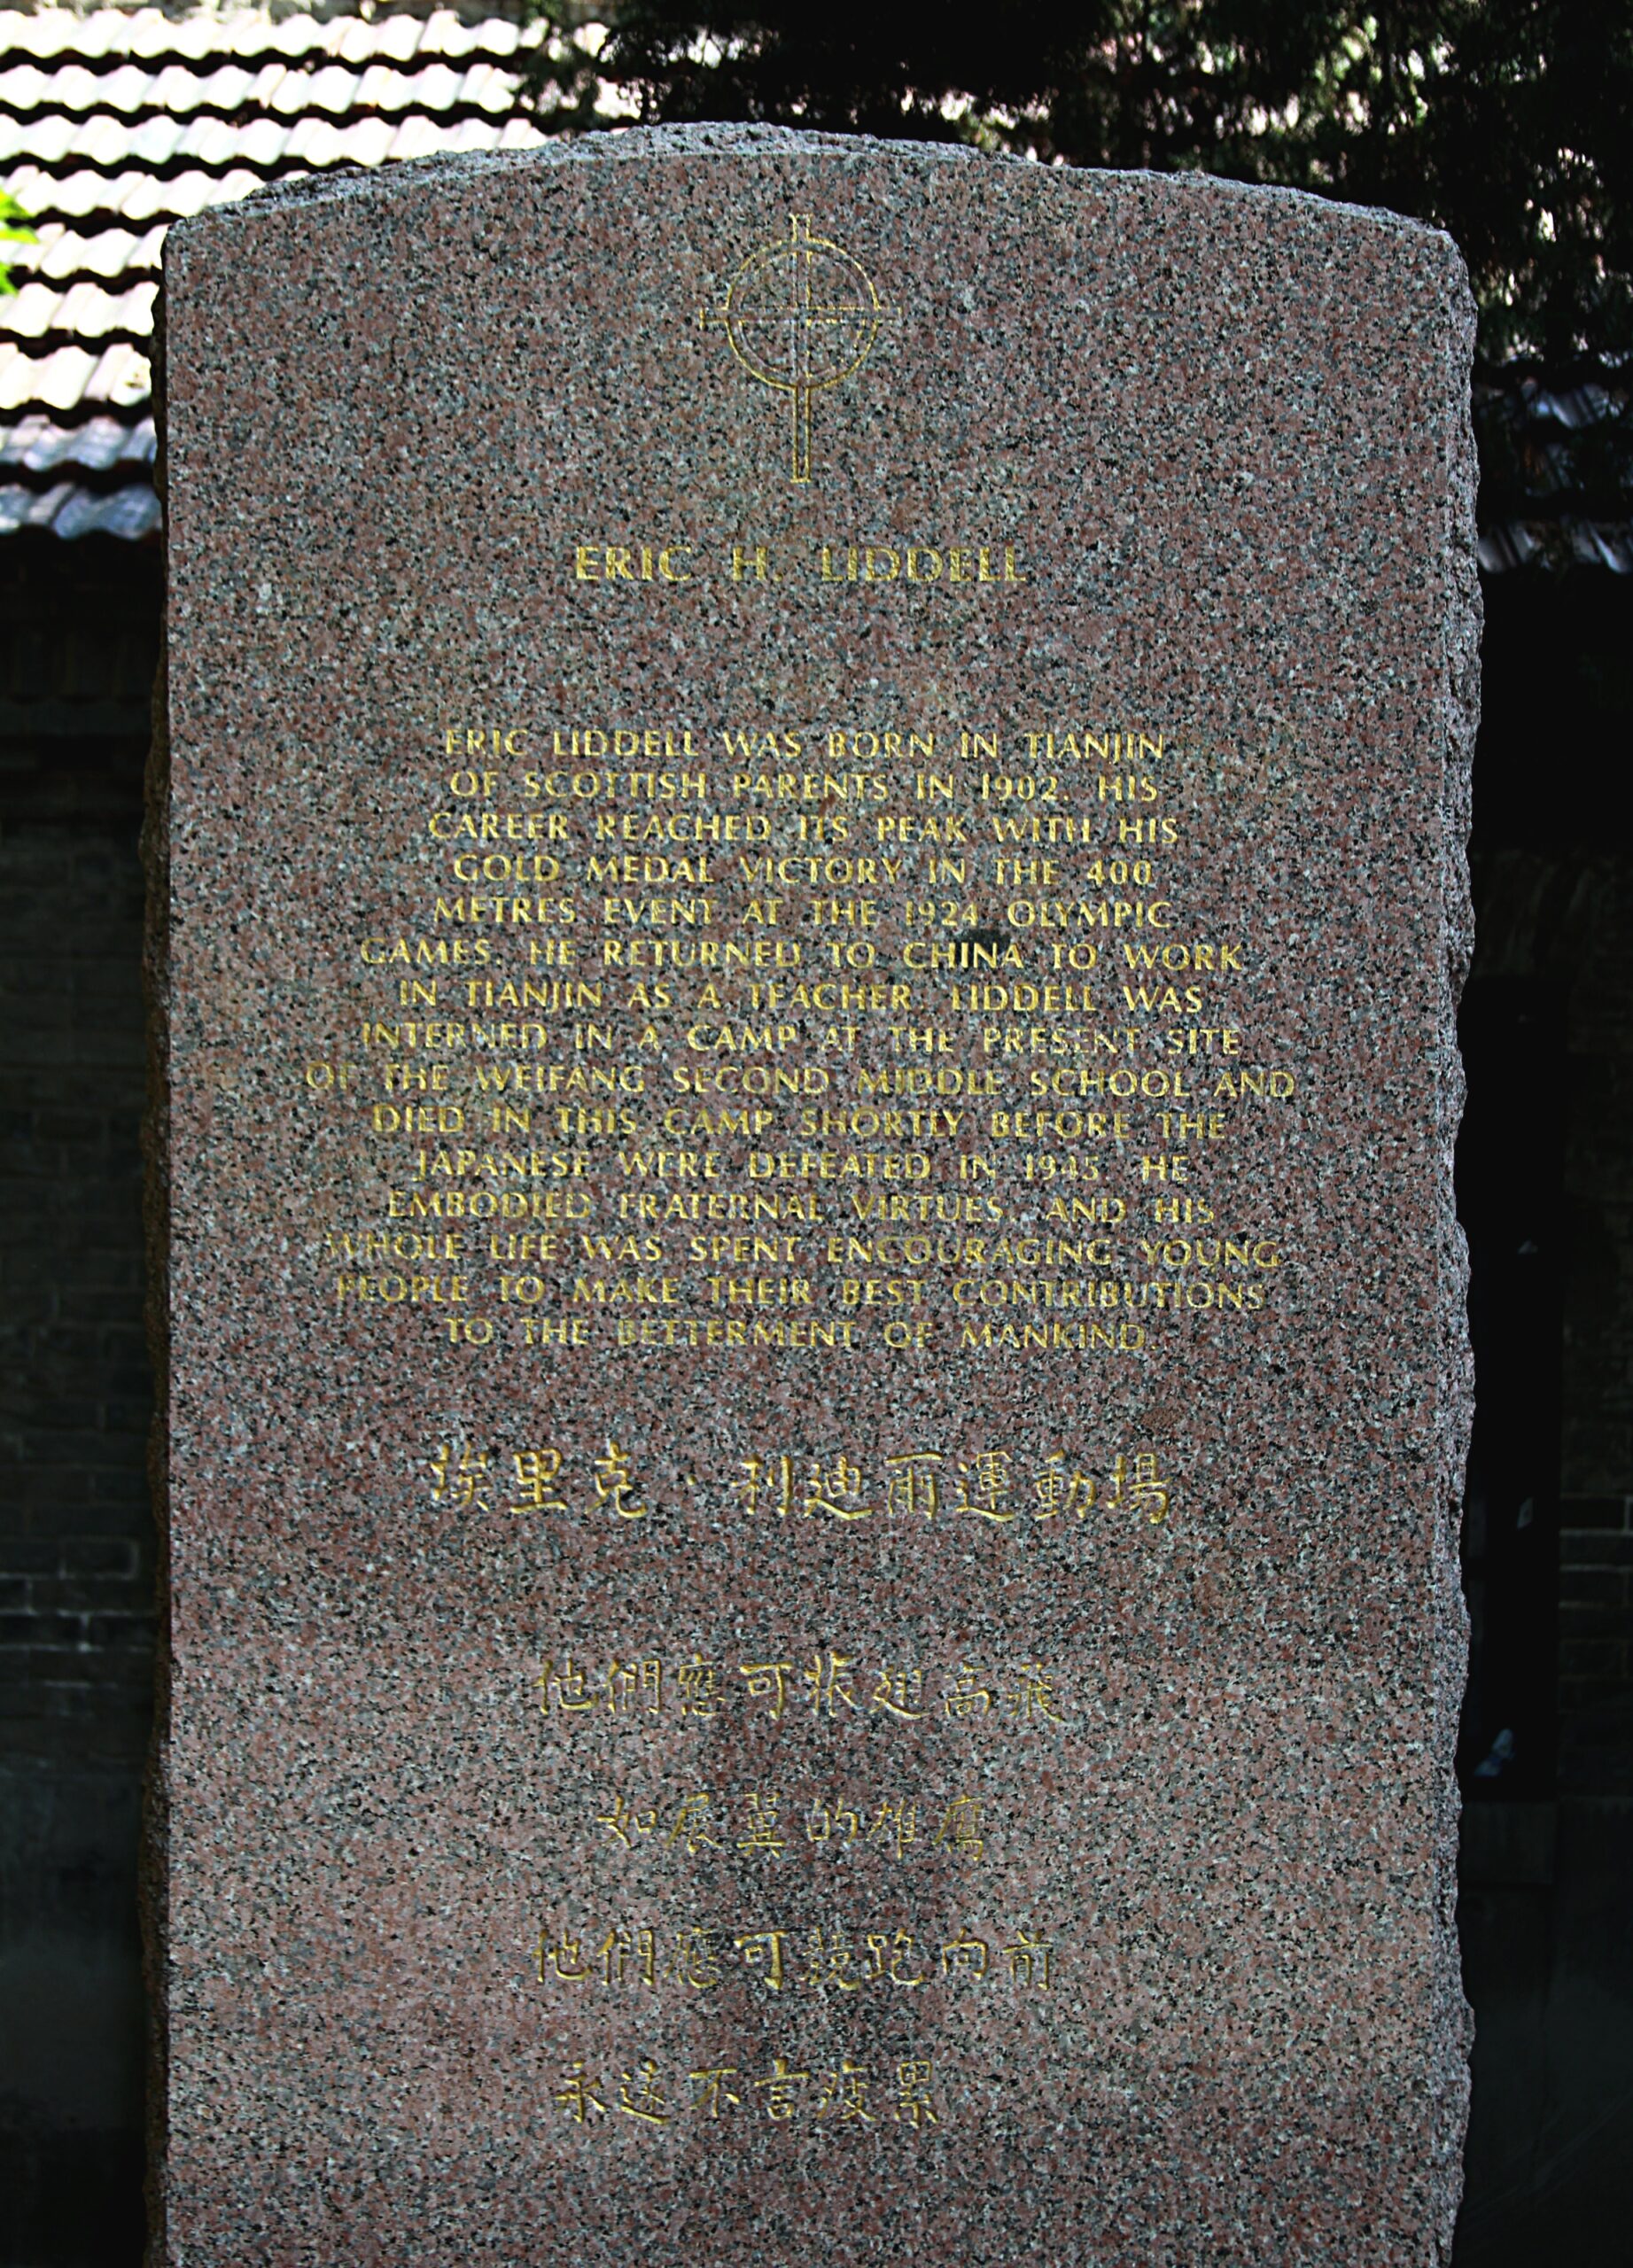 ERIC H. LIDDELL
ERIC LIDDELL WAS BORN IN TIANJIN
OF SCOTTISH PARENTS IN 1902. HIS
CAREER REACHED ITS PEAK WITH HIS
GOLD MEDAL VICTORY IN THE 400
METRES EVENT AT THE 1924 OLYMPIC
GAMES. HE RETURNED TO CHINA TO WORK
IN TIANJIN AS A TEACHER. LIDDELL WAS
INTERNED IN A CAMP AT THE PRESENT SITE
OF THE WEIFANG SECOND MIDDLE SCHOOL AND
DIED IN THIS CAMP SHORTLY BEFORE THE
JAPANESE WERE DEFEATED IN 1945. HE
EMBODIED FRATERNAL VIRTUES, AND HIS
WHOLE LIFE WAS SPENT ENCOURAGING YOUNG
PEOPLE TO MAKE THEIR BEST CONTRIBUTIONS
TO THE BETTERMENT OF MANKIND.
埃里克·利迪爾運動場
他們應可振翅高飛
如展翼的雄鷹
他們應可競跑向前
永遠不言疲累